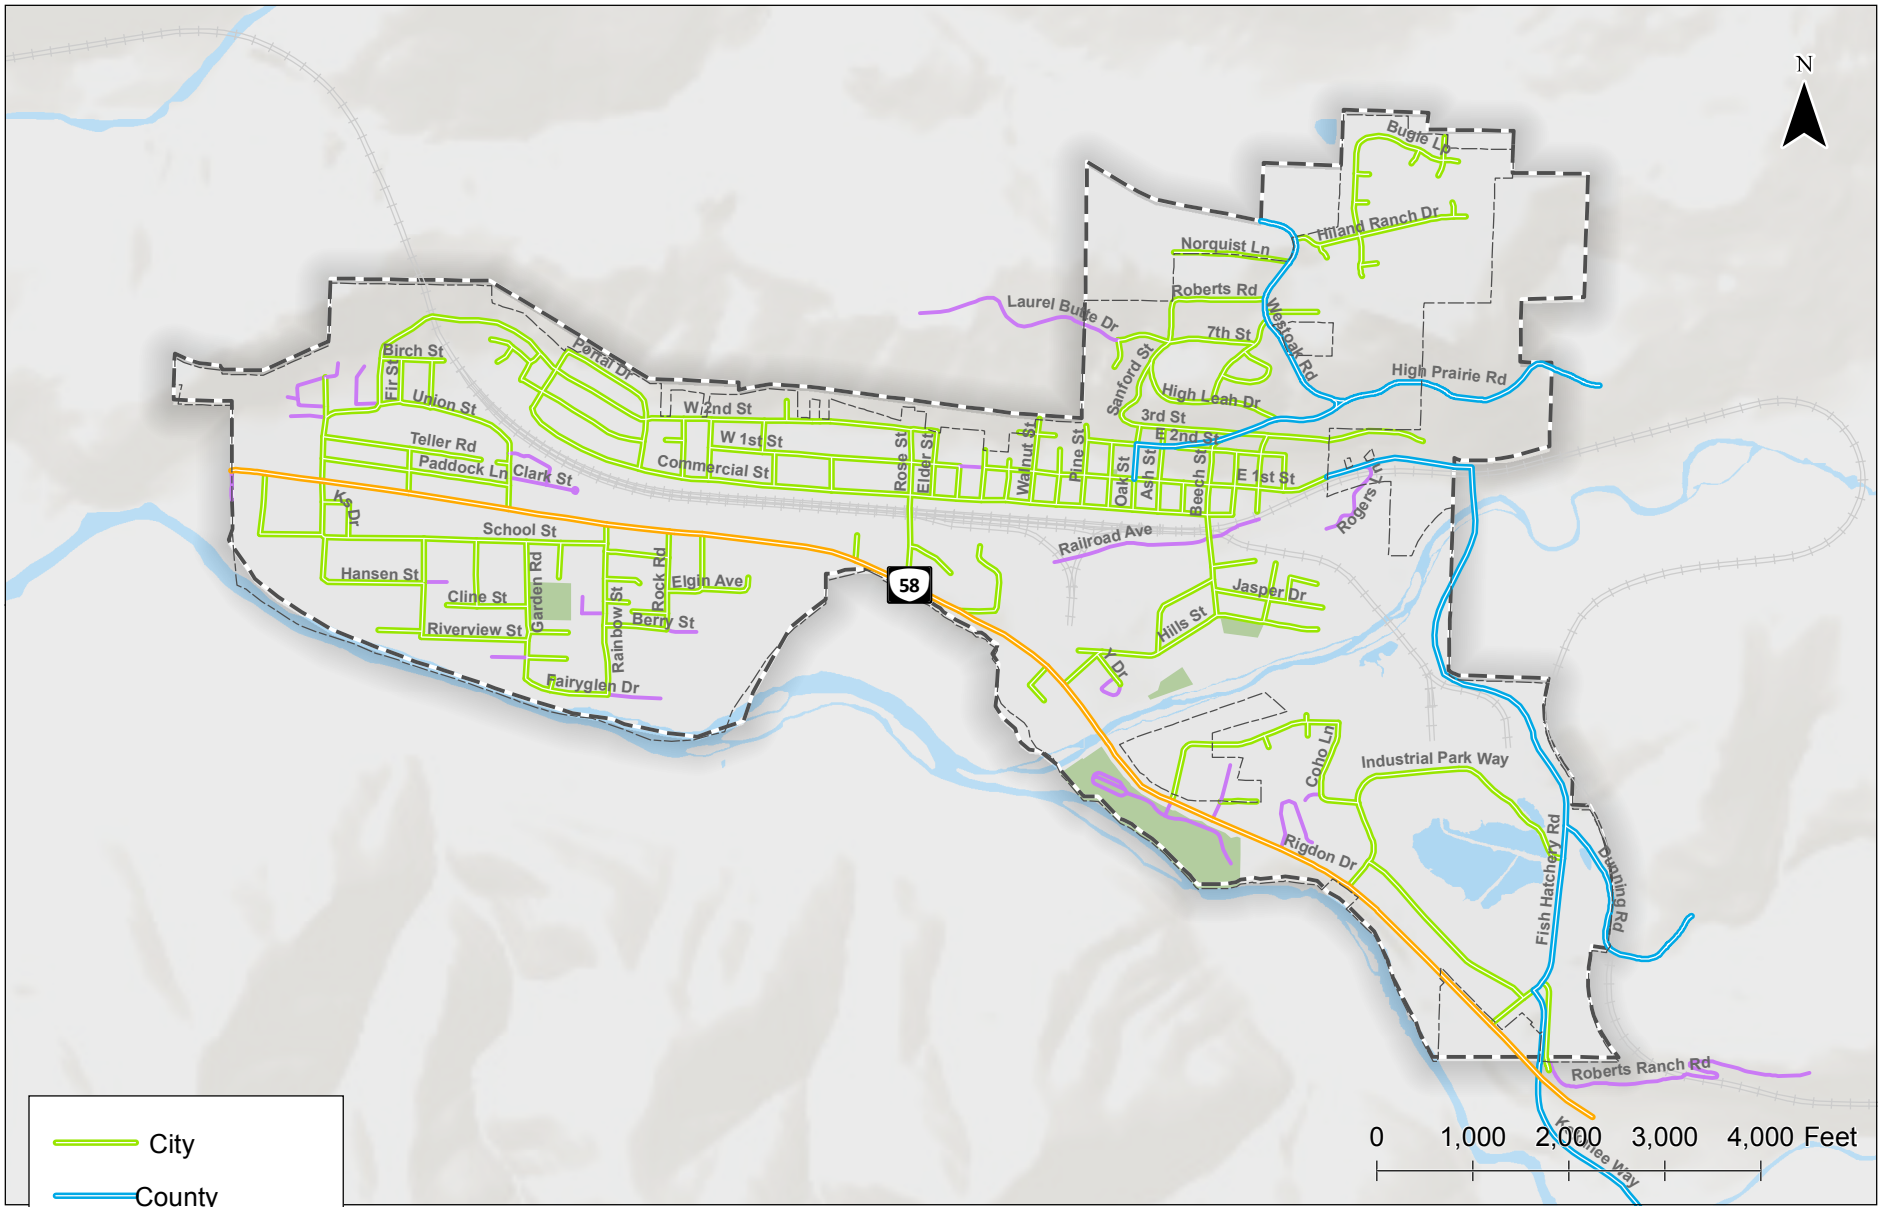 N
Bugle Lp
Hiland Ranch Dr
Norquist Ln
Roberts Rd
Laurel Butte Dr
7th St
Westoak Rd
Sanford St
High Prairie Rd
High Leah Dr
3rd St
E 2nd St
Birch St
Fir St
Portal Dr
Union St
W 2nd St
W 1st St
Teller Rd
Paddock Ln
Clark St
Commercial St
Rose St
Elder St
Walnut St
Pine St
Oak St
Ash St
Beech St
E 1st St
Rogers Ln
Ks Dr
School St
Railroad Ave
Hansen St
Garden Rd
Rock Rd
Elgin Ave
58
Jasper Dr
Cline St
Rainbow St
Berry St
Hills St
Riverview St
Y Dr
Fairyglen Dr
Coho Ln
Industrial Park Way
Rigdon Dr
Fish Hatchery Rd
Dunning Rd
Roberts Ranch Rd
0 1,000 2,000 3,000 4,000 Feet
City
County